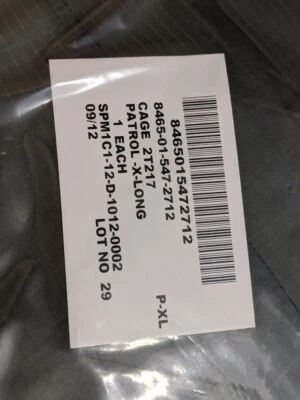 8465015472712
8465-01-547-2712
CAGE 2T217
PATROL -X-LONG P-XL
1 EACH
SPM1C1-12-D-1012-0002
09/12 LOT NO 29